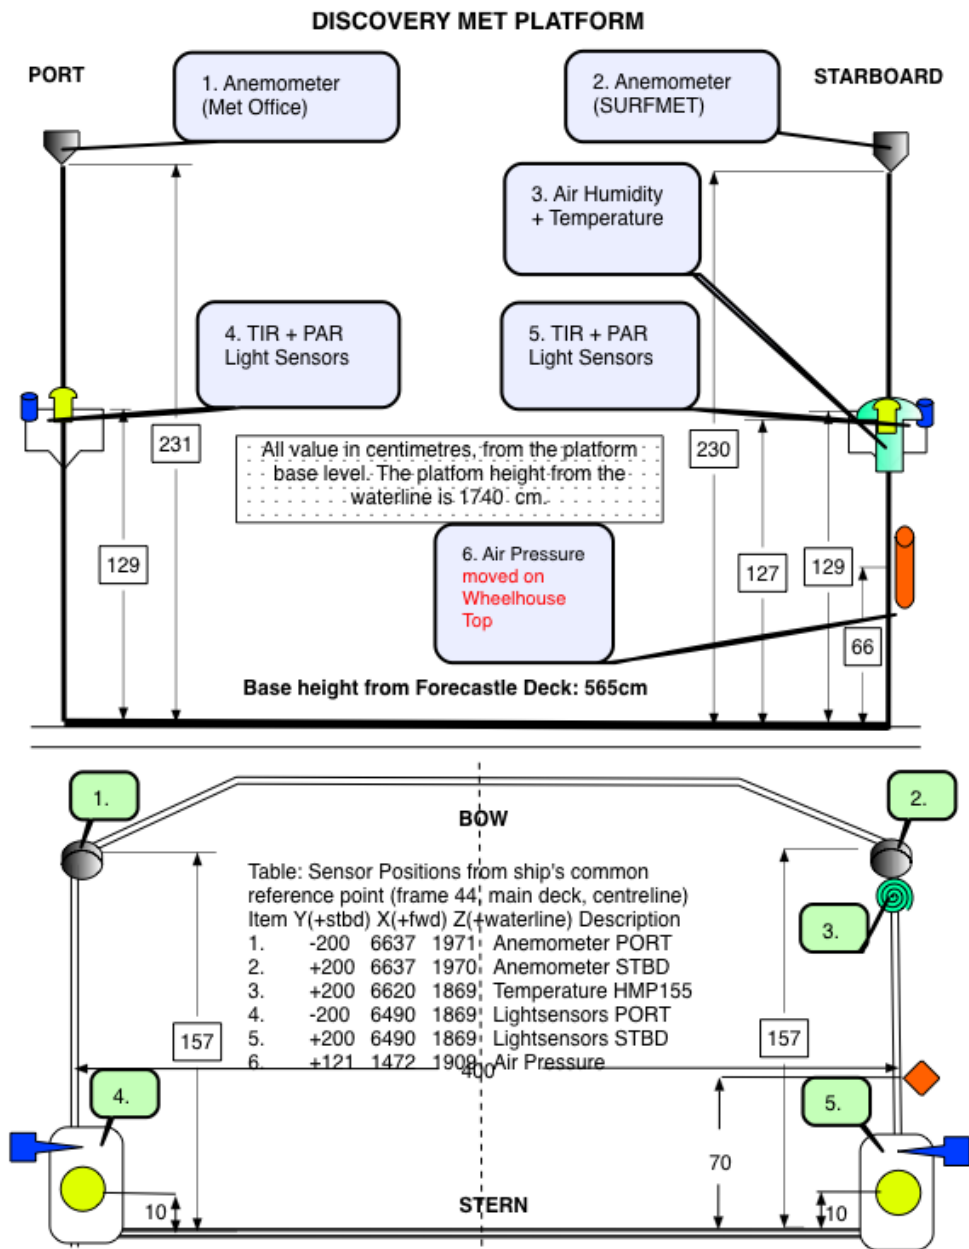 DISCOVERY MET PLATFORM
PORT
STARBOARD
1. Anemometer
(Met Office)
2. Anemometer
(SURFMET)
3. Air Humidity
+ Temperature
4. TIR + PAR
Light Sensors
5. TIR + PAR
Light Sensors
231
230
All value in centimetres, from the platform
base level. The platfom height from the
waterline is 1740 cm.
129
127
129
6. Air Pressure
moved on
Wheelhouse
Top
66
Base height from Forecastle Deck: 565cm
1.
2.
BOW
Table: Sensor Positions from ship's common
reference point (frame 44, main deck, centreline)
Item Y(+stbd) X(+fwd) Z(+waterline) Description
1. -200 6637 1971 Anemometer PORT
2. +200 6637 1970 Anemometer STBD
3. +200 6620 1869 Temperature HMP155
4. -200 6490 1869 Lightsensors PORT
5. +200 6490 1869 Lightsensors STBD
6. +121 1472 1909 Air Pressure
3.
157
157
400
4.
5.
70
10
10
STERN